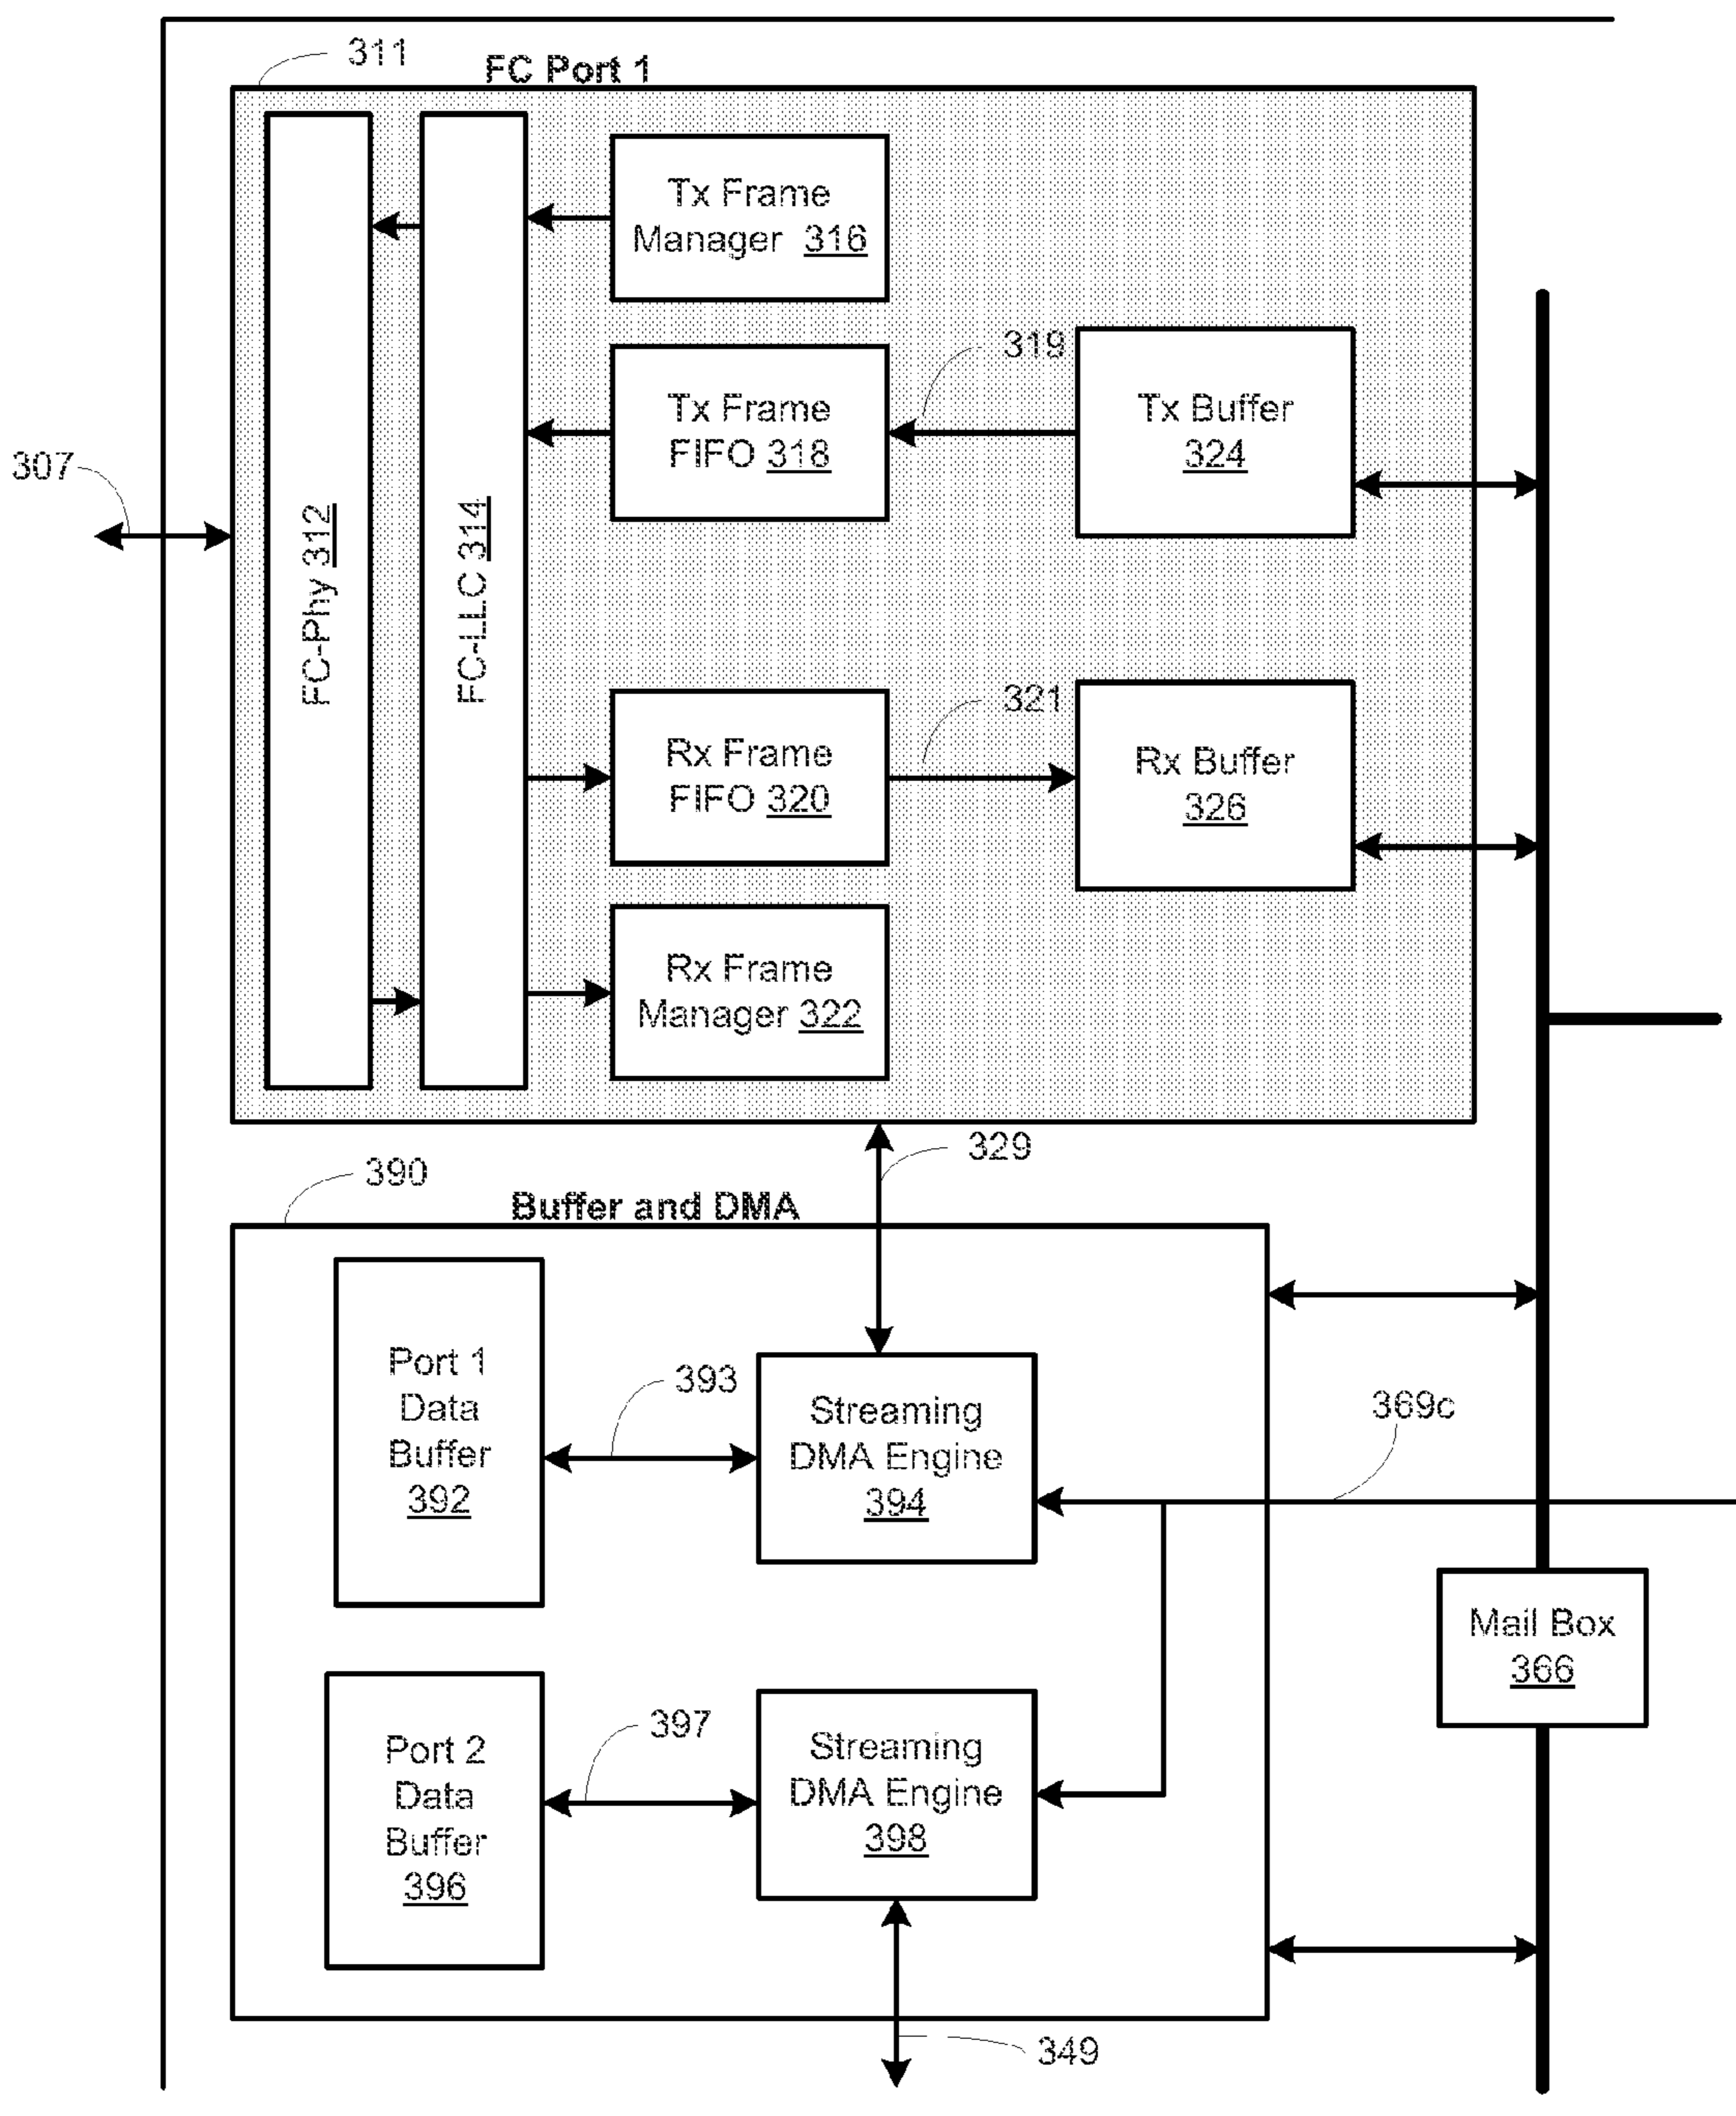 311
FC Port 1
Tx Frame
Manager 316
319
Tx Frame
FIFO 318
Tx Buffer
324
307
FC-Phy 312
FC-LLC 314
321
Rx Frame
FIFO 320
Rx Buffer
326
Rx Frame
Manager 322
329
390
Buffer and DMA
Port 1
Data
Buffer
392
393
Streaming
DMA Engine
394
369c
Mail Box
366
Port 2
Data
Buffer
396
397
Streaming
DMA Engine
398
349